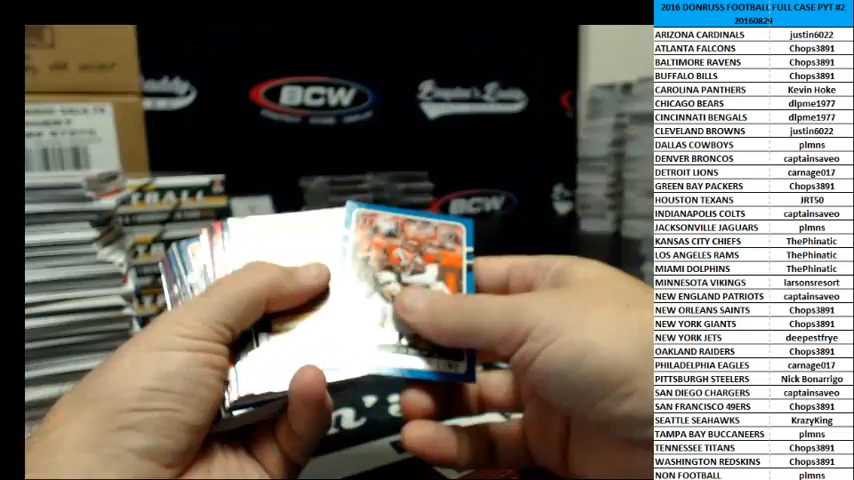 2016 DONRUSS FOOTBALL FULL CASE PYT #2
20160829
ARIZONA CARDINALS justin6022
ATLANTA FALCONS Chops3891
BALTIMORE RAVENS Chops3891
BUFFALO BILLS Chops3891
CAROLINA PANTHERS Kevin Hoke
CHICAGO BEARS dlpme1977
CINCINNATI BENGALS dlpme1977
CLEVELAND BROWNS justin6022
DALLAS COWBOYS plmns
DENVER BRONCOS captainsaveo
DETROIT LIONS carnage017
GREEN BAY PACKERS Chops3891
HOUSTON TEXANS JRT50
INDIANAPOLIS COLTS captainsaveo
JACKSONVILLE JAGUARS plmns
KANSAS CITY CHIEFS ThePhinatic
LOS ANGELES RAMS ThePhinatic
MIAMI DOLPHINS ThePhinatic
MINNESOTA VIKINGS larsonsresort
NEW ENGLAND PATRIOTS captainsaveo
NEW ORLEANS SAINTS Chops3891
NEW YORK GIANTS Chops3891
NEW YORK JETS deepestfrye
OAKLAND RAIDERS Chops3891
PHILADELPHIA EAGLES carnage017
PITTSBURGH STEELERS Nick Bonarrigo
SAN DIEGO CHARGERS captainsaveo
SAN FRANCISCO 49ERS Chops3891
SEATTLE SEAHAWKS KrazyKing
TAMPA BAY BUCCANEERS plmns
TENNESSEE TITANS Chops3891
WASHINGTON REDSKINS Chops3891
NON FOOTBALL plmns
BCW
BCW